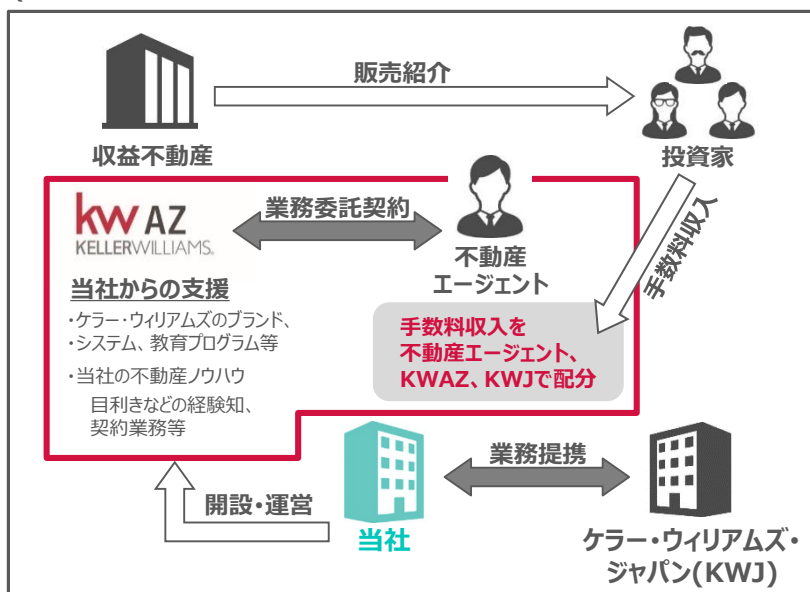 販売紹介
収益不動産
投資家
kw AZ
KELLERWILLIAMS.
業務委託契約
不動産
エージェント
手数料収入
当社からの支援
・ケラー・ウィリアムズのブランド、
・システム、教育プログラム等
・当社の不動産ノウハウ
目利きなどの経験知、
契約業務等
手数料収入を
不動産エージェント、
KWAZ、KWJで配分
開設・運営
当社
業務提携
ケラー・ウィリアムズ・
ジャパン(KWJ)